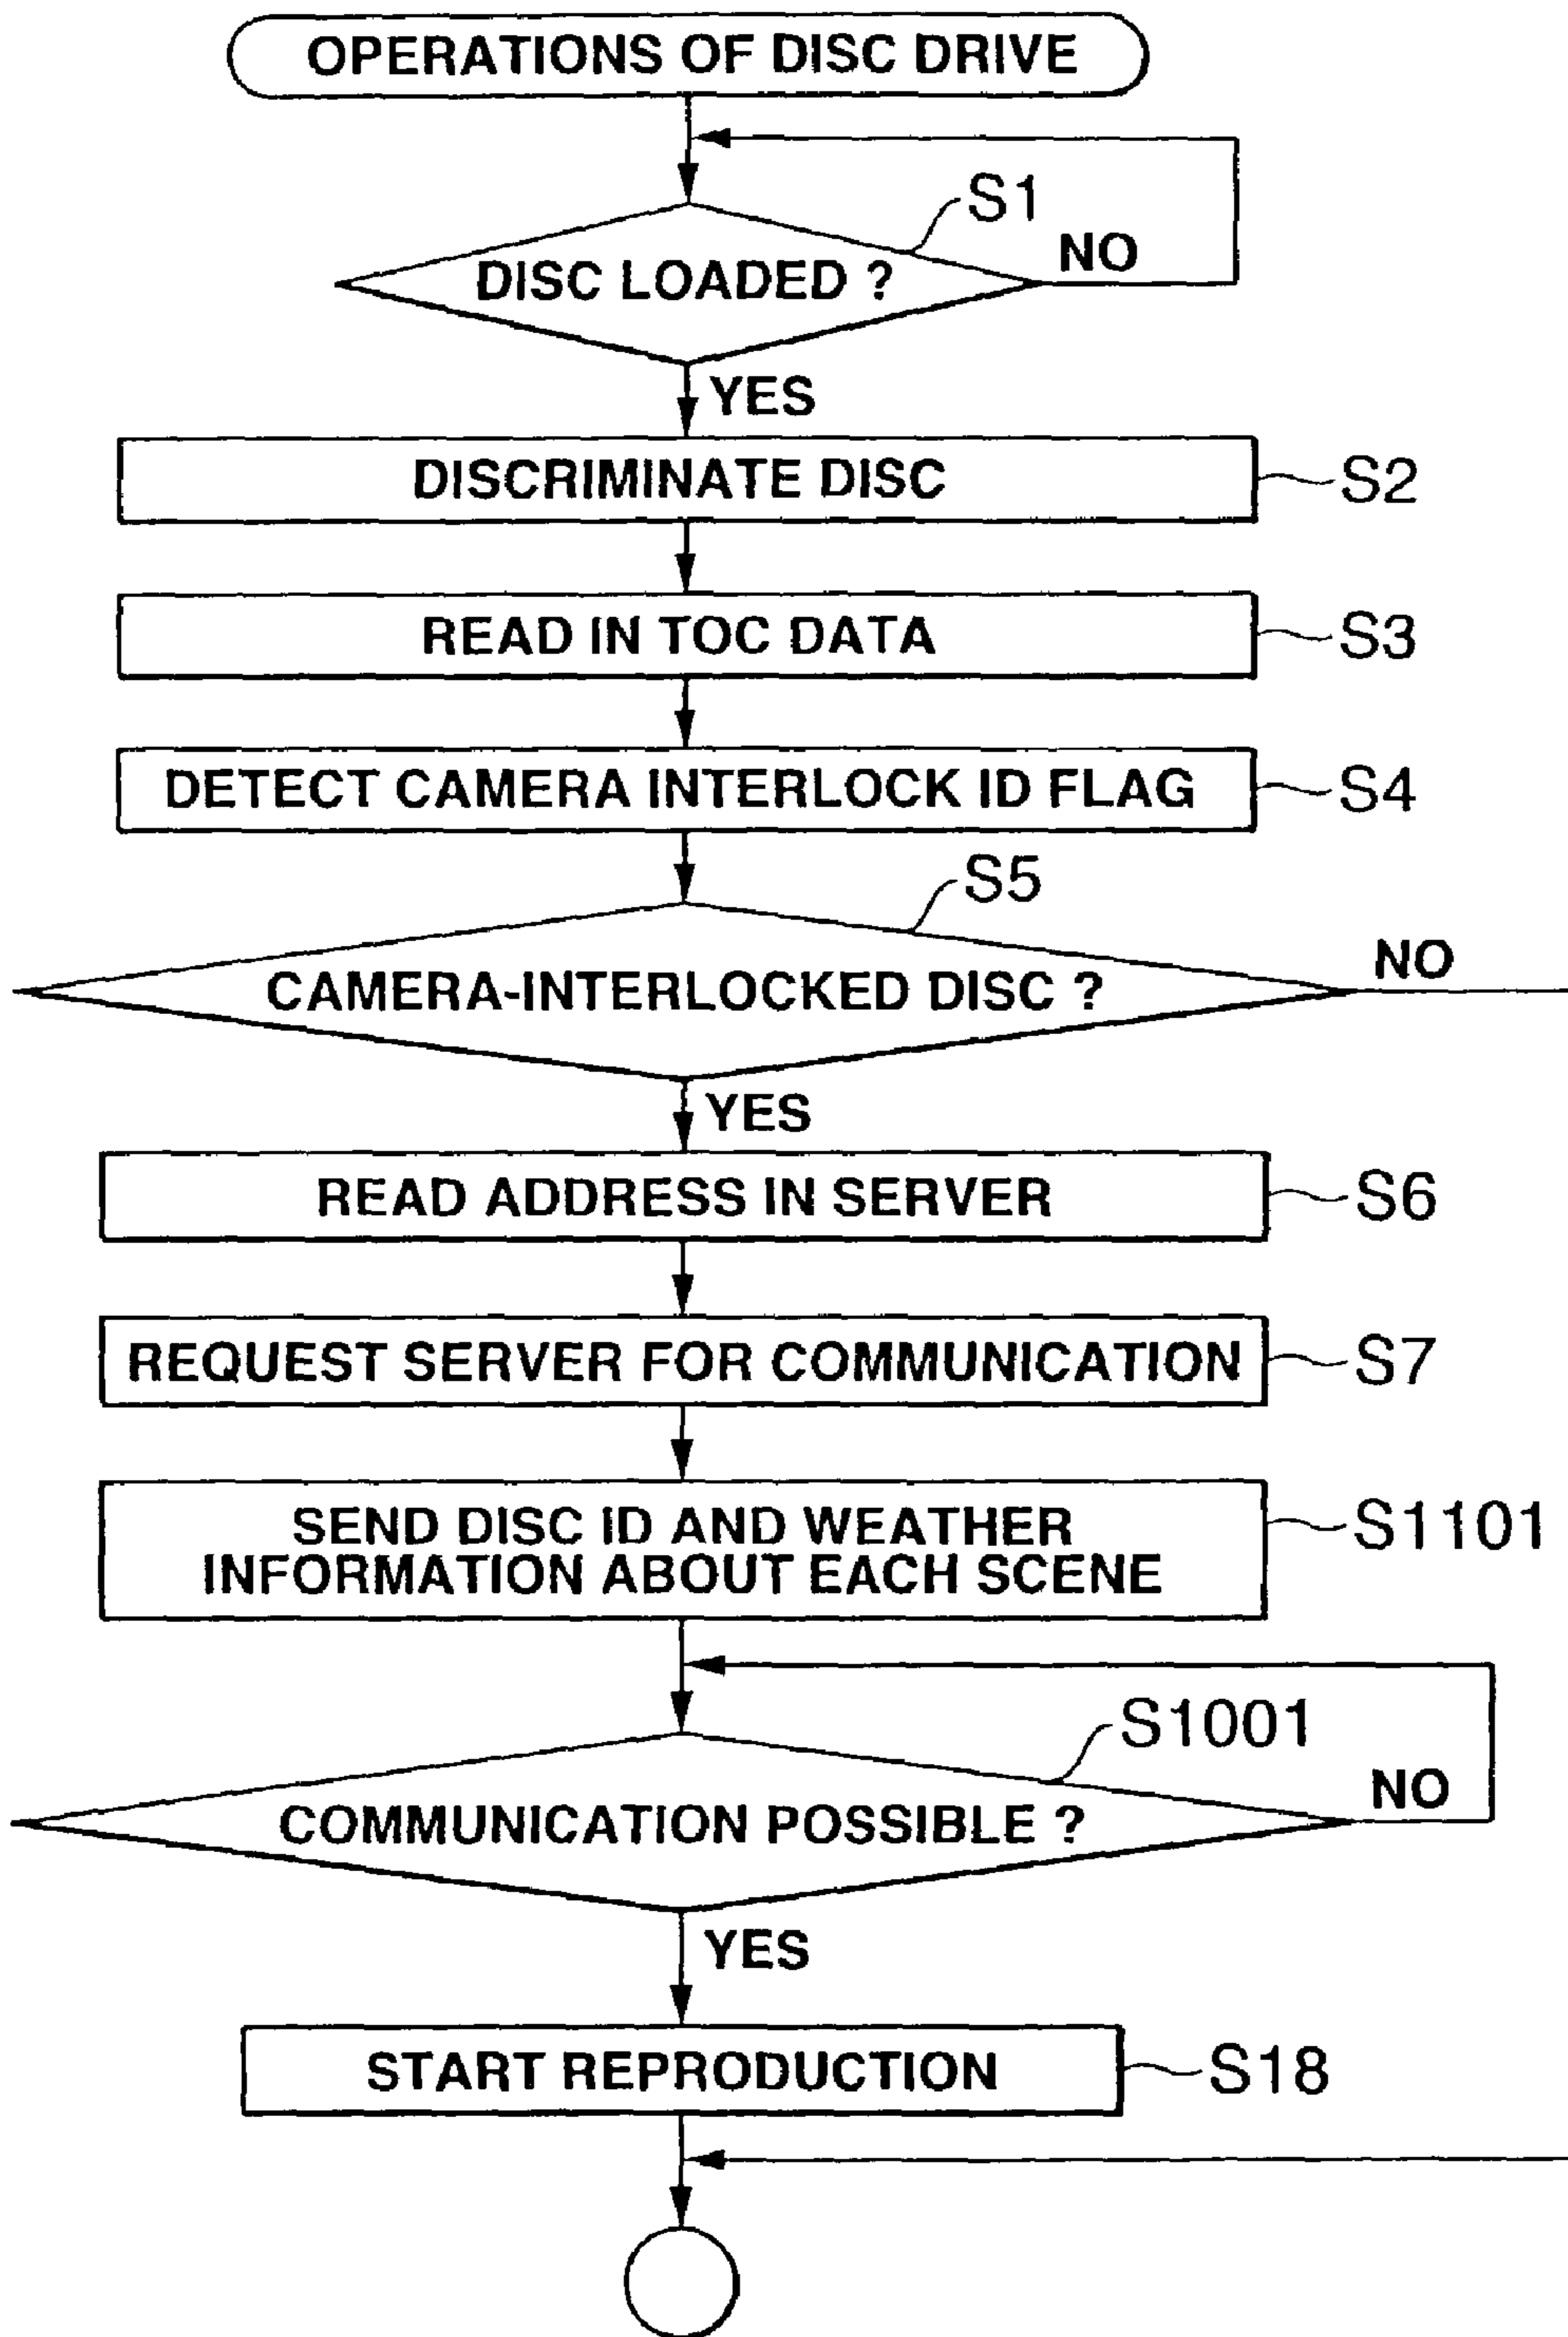 OPERATIONS OF DISC DRIVE
S1
NO
DISC LOADED ?
YES
DISCRIMINATE DISC
S2
READ IN TOC DATA
S3
DETECT CAMERA INTERLOCK ID FLAG
S4
S5
NO
CAMERA-INTERLOCKED DISC ?
YES
READ ADDRESS IN SERVER
S6
REQUEST SERVER FOR COMMUNICATION
S7
SEND DISC ID AND WEATHER
INFORMATION ABOUT EACH SCENE
S1101
S1001
NO
COMMUNICATION POSSIBLE ?
YES
START REPRODUCTION
S18